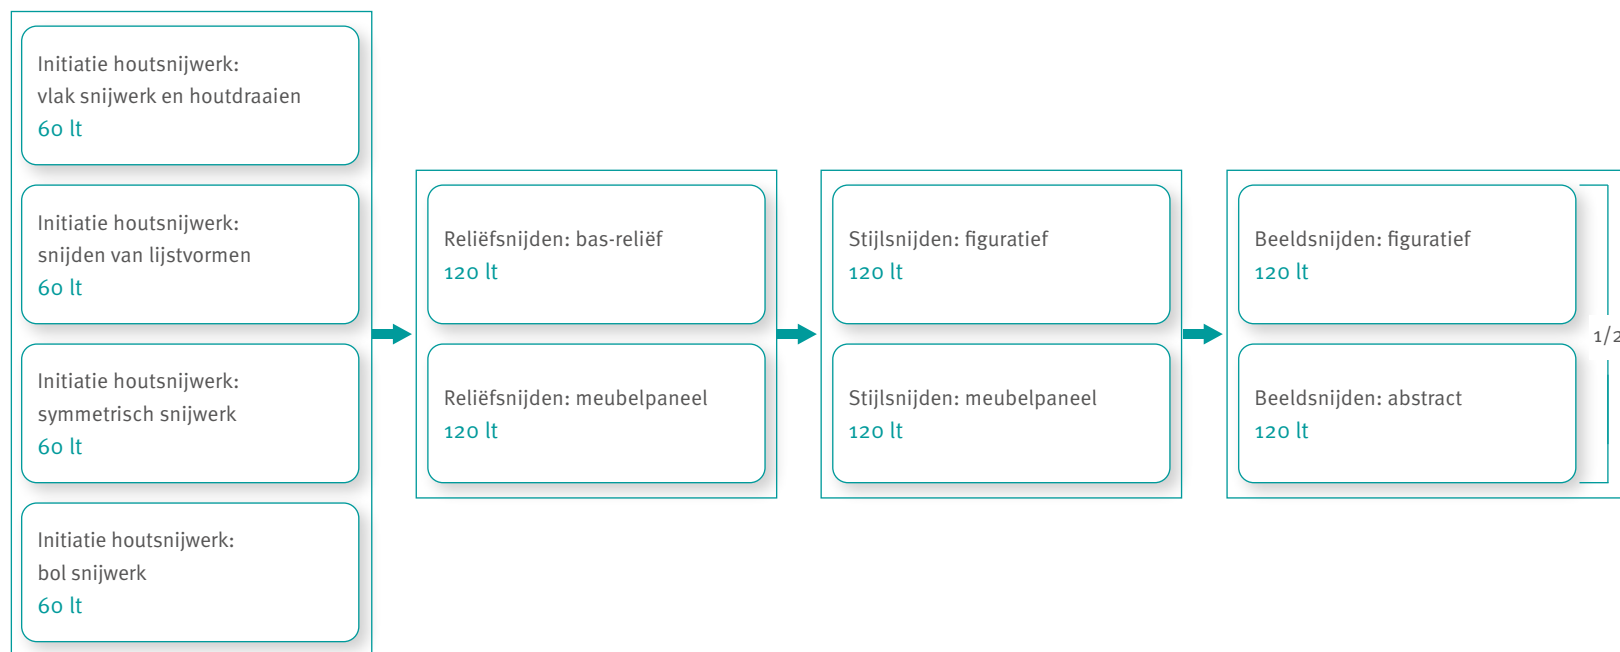 Initiatie houtsnijwerk:
vlak snijwerk en houtdraaien
60 lt
Initiatie houtsnijwerk:
snijden van lijstvormen
60 lt
Initiatie houtsnijwerk:
symmetrisch snijwerk
60 lt
Initiatie houtsnijwerk:
bol snijwerk
60 lt
Reliëfsnijden: bas-reliëf
120 lt
Reliëfsnijden: meubelpaneel
120 lt
Stijlsnijden: figuratief
120 lt
Stijlsnijden: meubelpaneel
120 lt
Beeldsnijden: figuratief
120 lt
Beeldsnijden: abstract
120 lt
1/2